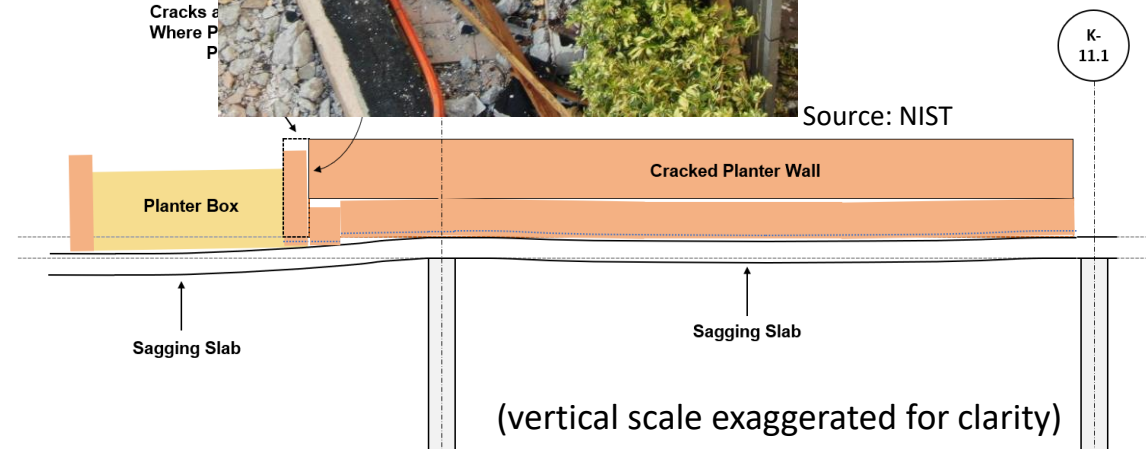 Cracks a
Where P
P
K-
11.1
Source: NIST
Cracked Planter Wall
Planter Box
Sagging Slab
Sagging Slab
(vertical scale exaggerated for clarity)